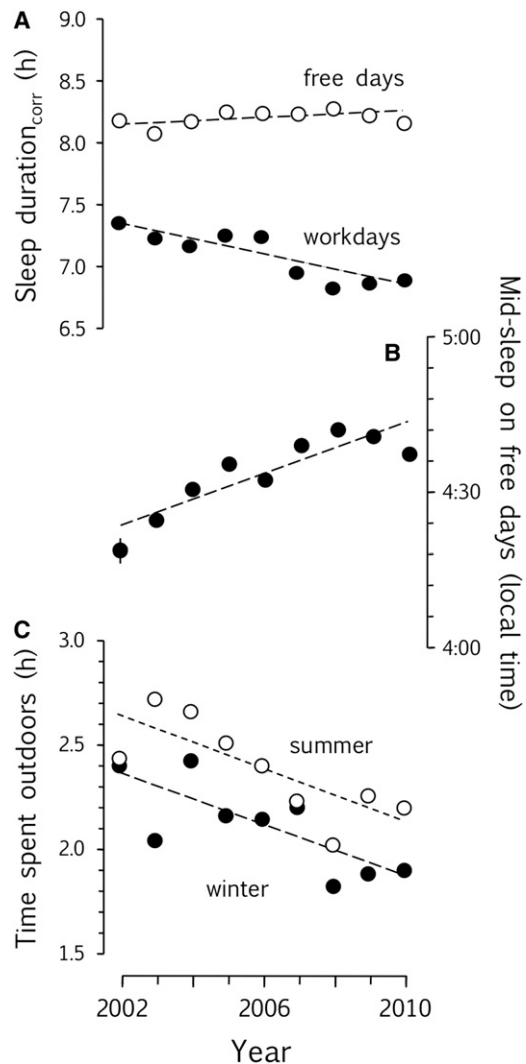 A
Sleep duration_corr (h)
9.0
8.5
8.0
7.5
7.0
6.5
free days
workdays
B
Mid-sleep on free days (local time)
5:00
4:30
4:00
C
Time spent outdoors (h)
3.0
2.5
2.0
1.5
summer
winter
2002 2006 2010
Year